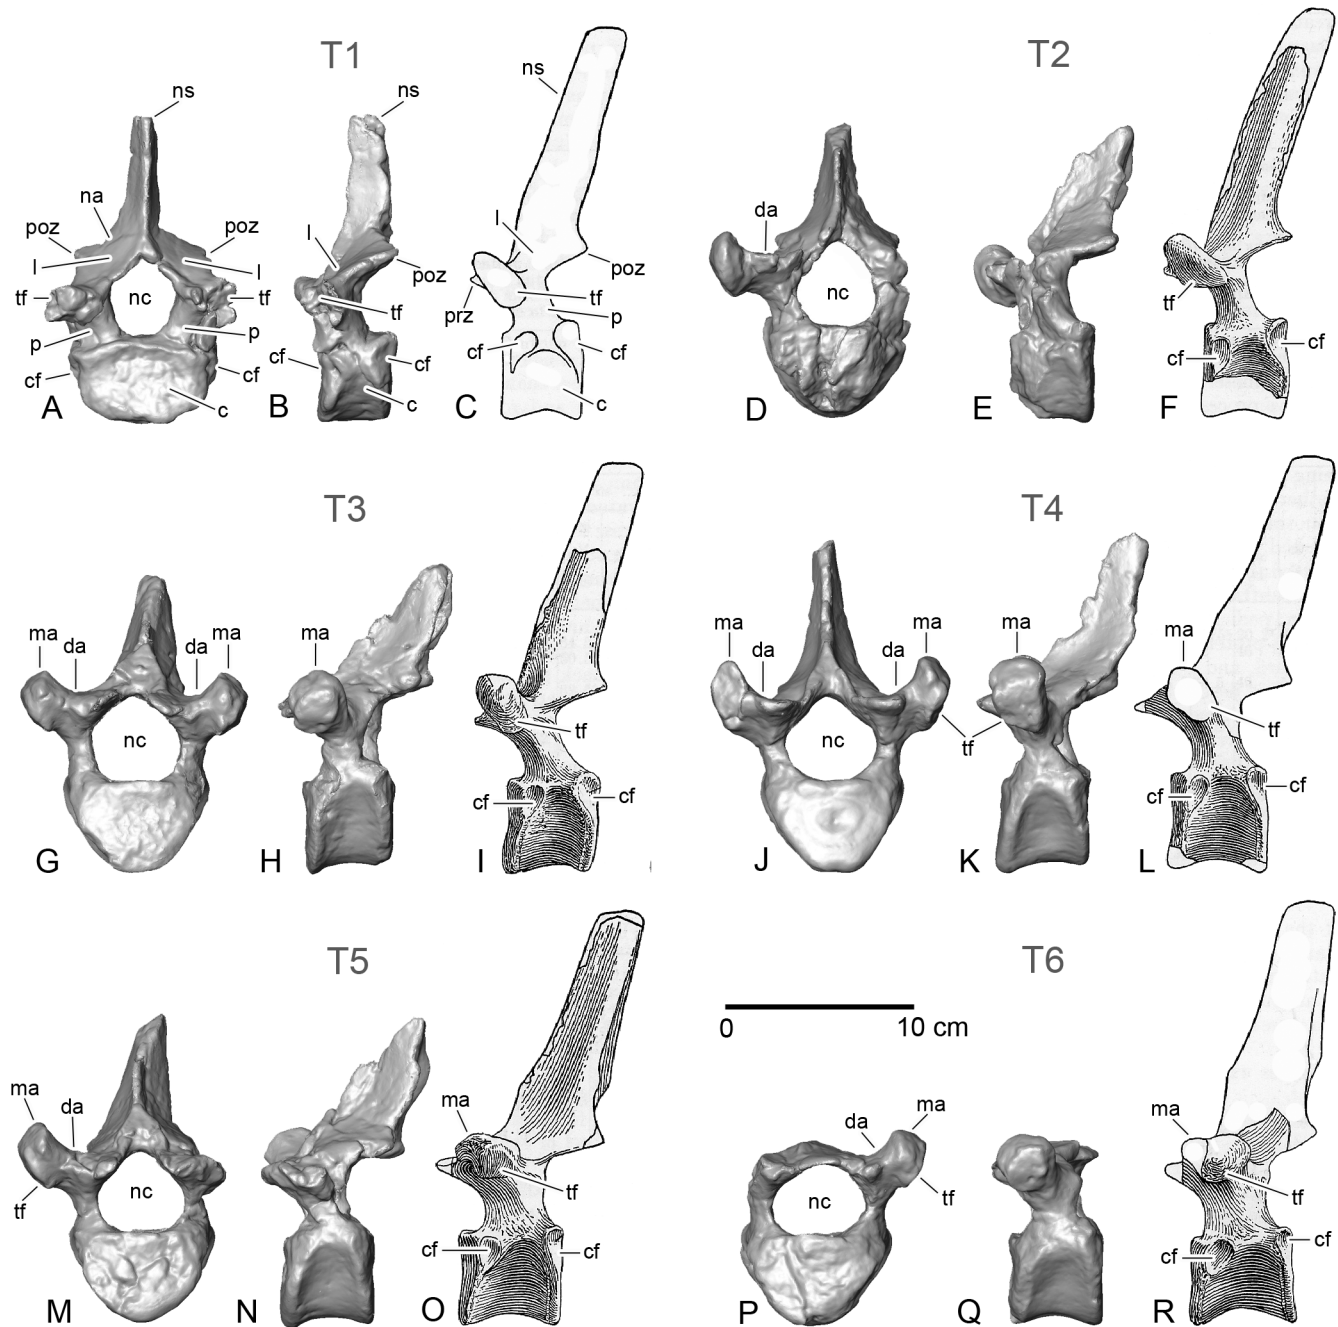 T1
ns
na
poz
poz
l
l
tf
tf
nc
p
p
cf
cf
c
A
ns
l
poz
tf
cf
cf
c
B
ns
l
poz
prz
tf
p
cf
cf
c
C
T2
da
nc
D
E
tf
cf
cf
F
T3
ma
da
da
ma
nc
G
ma
H
tf
cf
cf
I
T4
ma
da
da
ma
nc
tf
J
ma
K
ma
tf
cf
cf
L
T5
ma
da
tf
nc
M
N
ma
tf
cf
cf
O
T6
0 10 cm
da
ma
nc
tf
P
Q
ma
tf
cf
cf
R